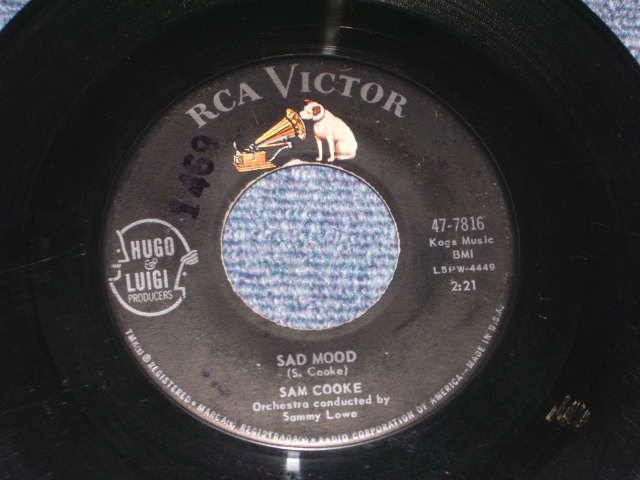 RCA VICTOR
1469
HUGO
&
LUIGI
PRODUCERS
47-7816
Kags Music
BMI
L5PW-4449
2:21
SAD MOOD
(S. Cooke)
SAM COOKE
Orchestra conducted by
Sammy Lowe
TMK(S) ® REGISTERED • MARCA(S) REGISTRADA(S) • RADIO CORPORATION OF AMERICA—MADE IN U.S.A.